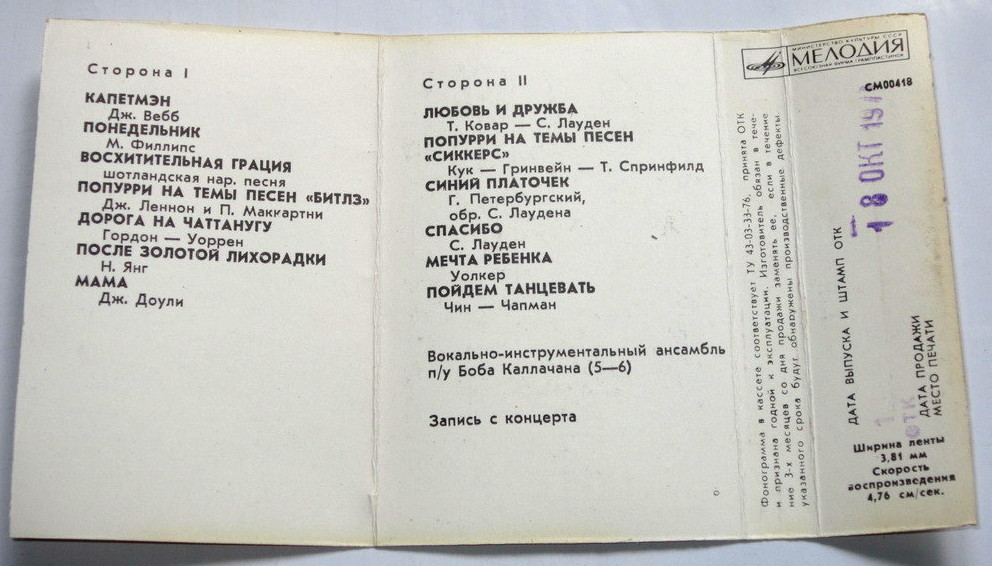 Сторона I
КАПЕТМЭН
Дж. Вебб
ПОНЕДЕЛЬНИК
М. Филлипс
ВОСХИТИТЕЛЬНАЯ ГРАЦИЯ
шотландская нар. песня
ПОПУРРИ НА ТЕМЫ ПЕСЕН «БИТЛЗ»
Дж. Леннон и П. Маккартни
ДОРОГА НА ЧАТТАНУГУ
Гордон — Уоррен
ПОСЛЕ ЗОЛОТОЙ ЛИХОРАДКИ
Н. Янг
МАМА
Дж. Доули
Сторона II
ЛЮБОВЬ И ДРУЖБА
Т. Ковар — С. Лауден
ПОПУРРИ НА ТЕМЫ ПЕСЕН
«СИККЕРС»
Кук — Гринвейн — Т. Спринфилд
СИНИЙ ПЛАТОЧЕК
Г. Петербургский,
обр. С. Лаудена
СПАСИБО
С. Лауден
МЕЧТА РЕБЕНКА
Уолкер
ПОЙДЕМ ТАНЦЕВАТЬ
Чин — Чапман
Вокально-инструментальный ансамбль
п/у Боба Каллачана (5—6)
Запись с концерта
МИНИСТЕРСТВО КУЛЬТУРЫ СССР
МЕЛОДИЯ
ВСЕСОЮЗНАЯ ФИРМА ГРАМПЛАСТИНОК
СМ00418
Фонограмма в кассете соответствует ТУ 43-03-33-76, принята ОТК
и признана годной к эксплуатации. Изготовитель обязан в тече-
ние 3-х месяцев со дня продажи заменять ее, если в течение
указанного срока будут обнаружены производственные дефекты.
ДАТА ВЫПУСКА И ШТАМП ОТК
18 ОКТ
ОТК
ДАТА ПРОДАЖИ
МЕСТО ПЕЧАТИ
Ширина ленты
3,81 мм
Скорость
воспроизведения
4,76 см/сек.